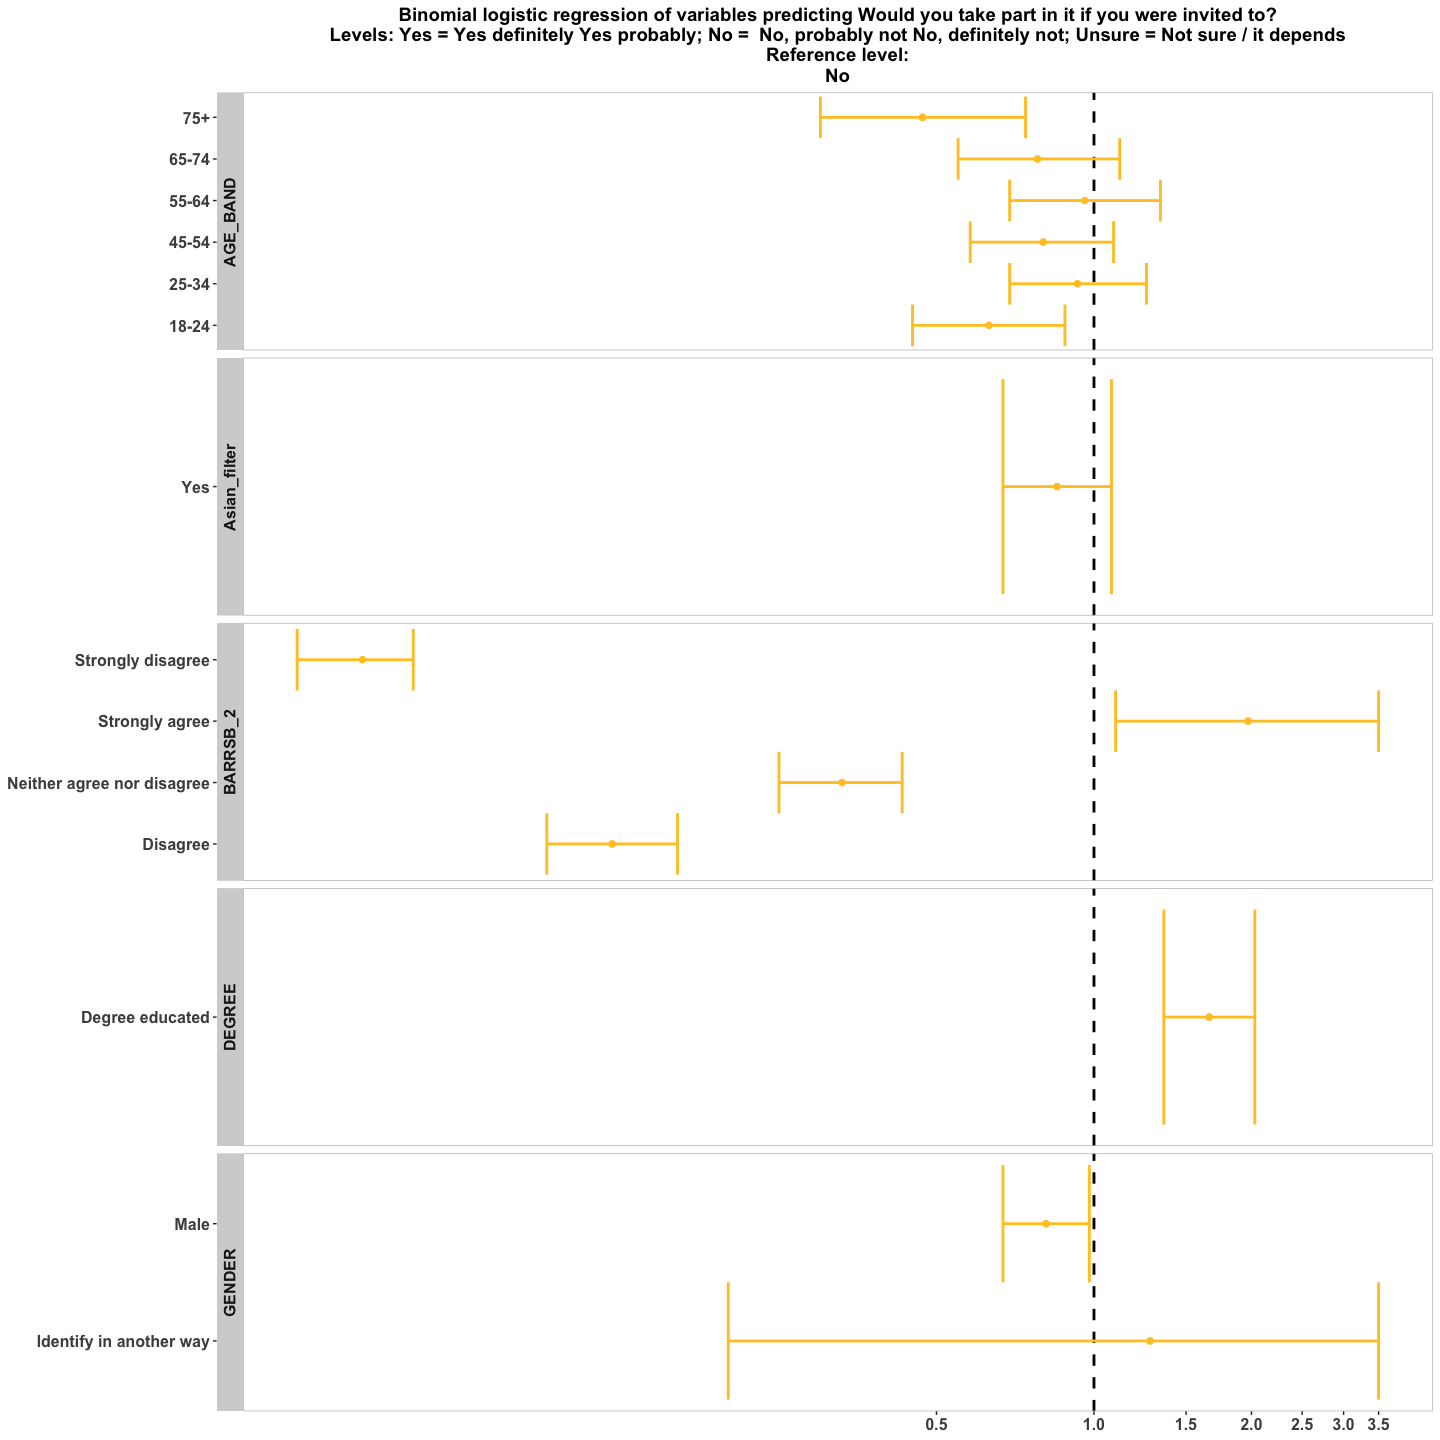 Binomial logistic regression of variables predicting Would you take part in it if you were invited to?
Levels: Yes = Yes definitely Yes probably; No =  No, probably not No, definitely not; Unsure = Not sure / it depends
Reference level:
No
AGE_BAND
75+
65-74
55-64
45-54
25-34
18-24
Asian_filter
Yes
BARRSB_2
Strongly disagree
Strongly agree
Neither agree nor disagree
Disagree
DEGREE
Degree educated
GENDER
Male
Identify in another way
0.5 1.0 1.5 2.0 2.5 3.0 3.5